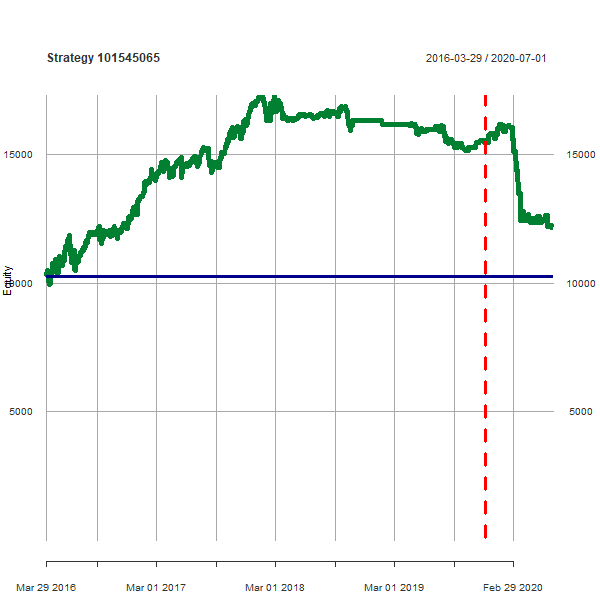 Strategy 101545065
2016-03-29 / 2020-07-01
15000
15000
Equity
10000
10000
5000
5000
Mar 29 2016
Mar 01 2017
Mar 01 2018
Mar 01 2019
Feb 29 2020